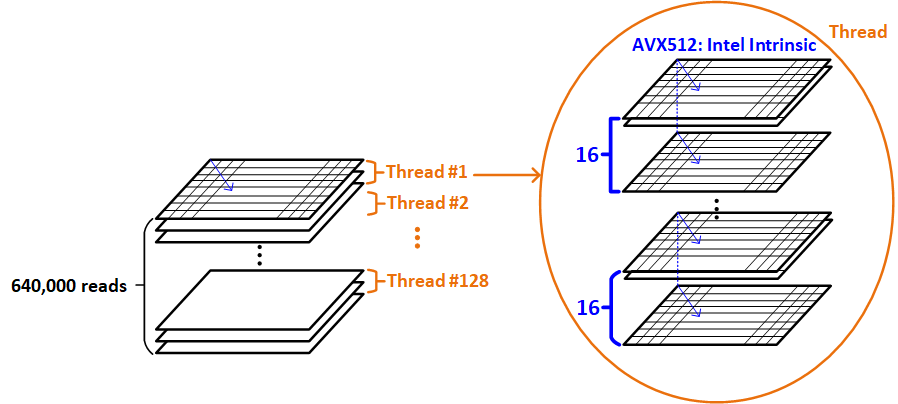 Thread
AVX512: Intel Intrinsic
16
Thread #1
Thread #2
640,000 reads
Thread #128
16